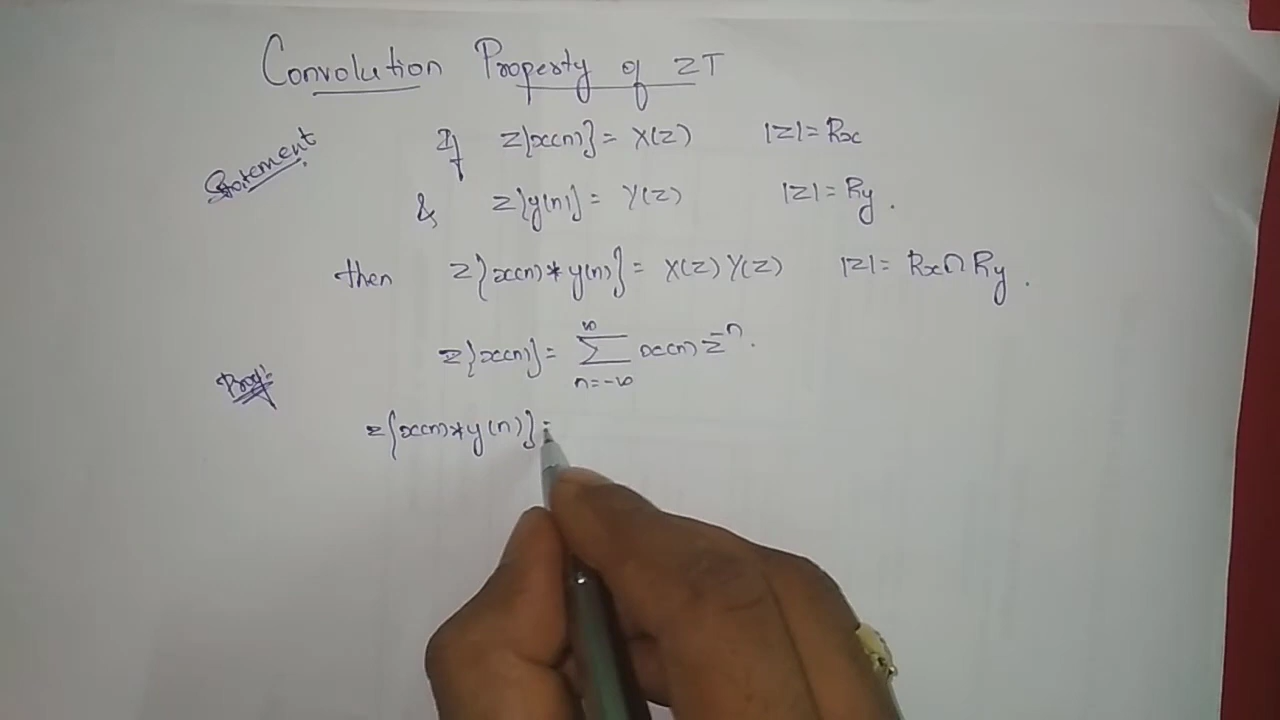 Convolution Property of ZT
Statement
If z{x(n)} = X(z) |z| = Rx
& z{y(n)} = Y(z) |z| = Ry.
then z{x(n)*y(n)} = X(z) Y(z) |z| = Rx∩Ry.
Proof:-
z{x(n)} = ∑_{n=-∞}^{∞} x(n) z^{-n}.
z{x(n)*y(n)} =